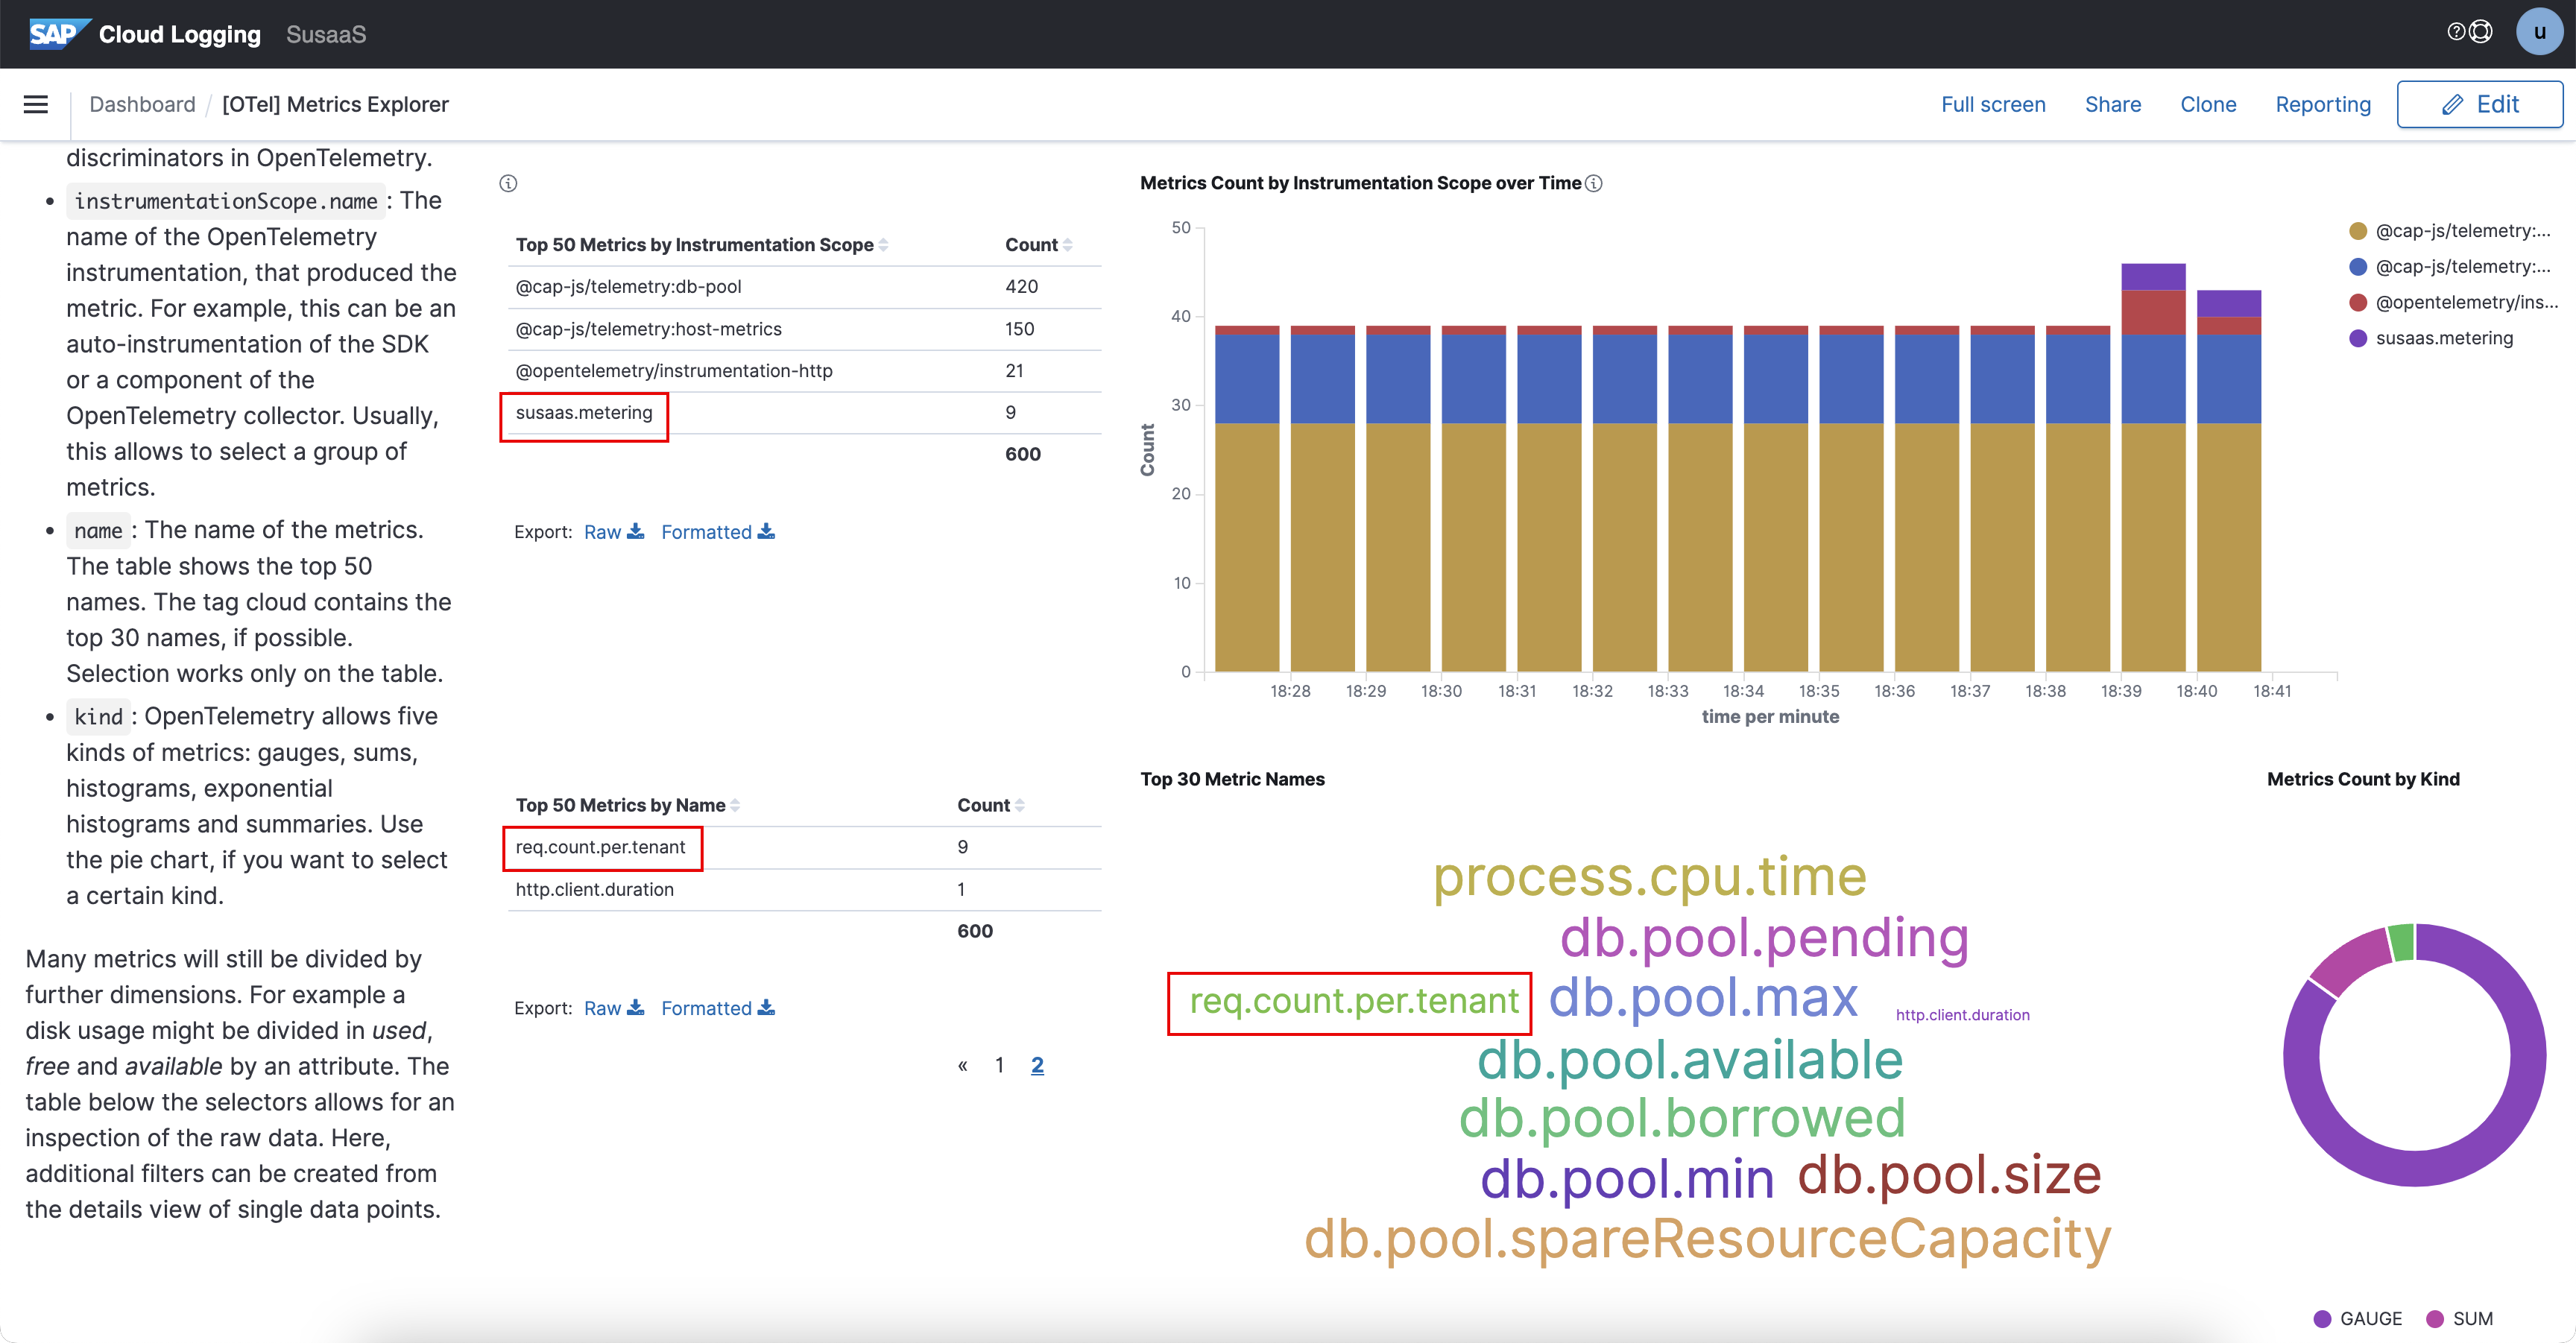 SAP Cloud Logging SusaaS
u
Dashboard / [OTel] Metrics Explorer
Full screen Share Clone Reporting Edit
discriminators in OpenTelemetry.
• instrumentationScope.name : The
name of the OpenTelemetry
instrumentation, that produced the
metric. For example, this can be an
auto-instrumentation of the SDK
or a component of the
OpenTelemetry collector. Usually,
this allows to select a group of
metrics.
• name : The name of the metrics.
The table shows the top 50
names. The tag cloud contains the
top 30 names, if possible.
Selection works only on the table.
• kind : OpenTelemetry allows five
kinds of metrics: gauges, sums,
histograms, exponential
histograms and summaries. Use
the pie chart, if you want to select
a certain kind.
Many metrics will still be divided by
further dimensions. For example a
disk usage might be divided in used,
free and available by an attribute. The
table below the selectors allows for an
inspection of the raw data. Here,
additional filters can be created from
the details view of single data points.
Top 50 Metrics by Instrumentation Scope Count
@cap-js/telemetry:db-pool 420
@cap-js/telemetry:host-metrics 150
@opentelemetry/instrumentation-http 21
susaas.metering 9
600
Export: Raw Formatted
Top 50 Metrics by Name Count
req.count.per.tenant 9
http.client.duration 1
600
Export: Raw Formatted
« 1 2
Metrics Count by Instrumentation Scope over Time
50
40
30
20
10
0
Count
18:28 18:29 18:30 18:31 18:32 18:33 18:34 18:35 18:36 18:37 18:38 18:39 18:40 18:41
time per minute
@cap-js/telemetry:...
@cap-js/telemetry:...
@opentelemetry/ins...
susaas.metering
Top 30 Metric Names
process.cpu.time
db.pool.pending
req.count.per.tenant db.pool.max http.client.duration
db.pool.available
db.pool.borrowed
db.pool.min db.pool.size
db.pool.spareResourceCapacity
Metrics Count by Kind
GAUGE SUM